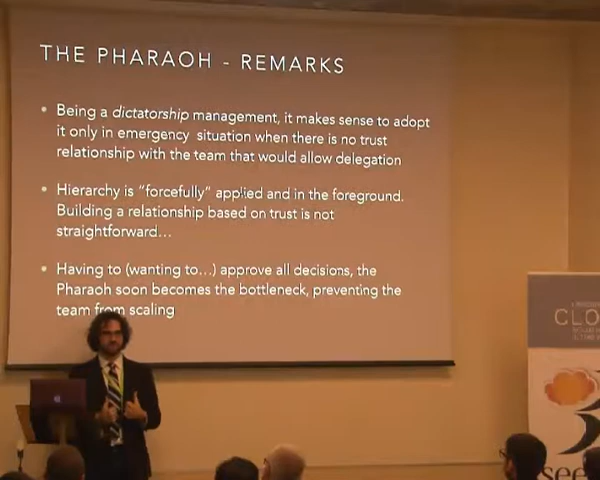 THE PHARAOH - REMARKS
• Being a dictatorship management, it makes sense to adopt
it only in emergency situation when there is no trust
relationship with the team that would allow delegation
• Hierarchy is "forcefully" applied and in the foreground.
Building a relationship based on trust is not
straightforward...
• Having to (wanting to...) approve all decisions, the
Pharaoh soon becomes the bottleneck, preventing the
team from scaling
CLO
see